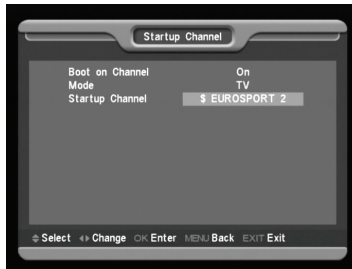 Startup Channel
Boot on Channel On
Mode TV
Startup Channel $ EUROSPORT 2
Select Change OK Enter MENU Back EXIT Exit